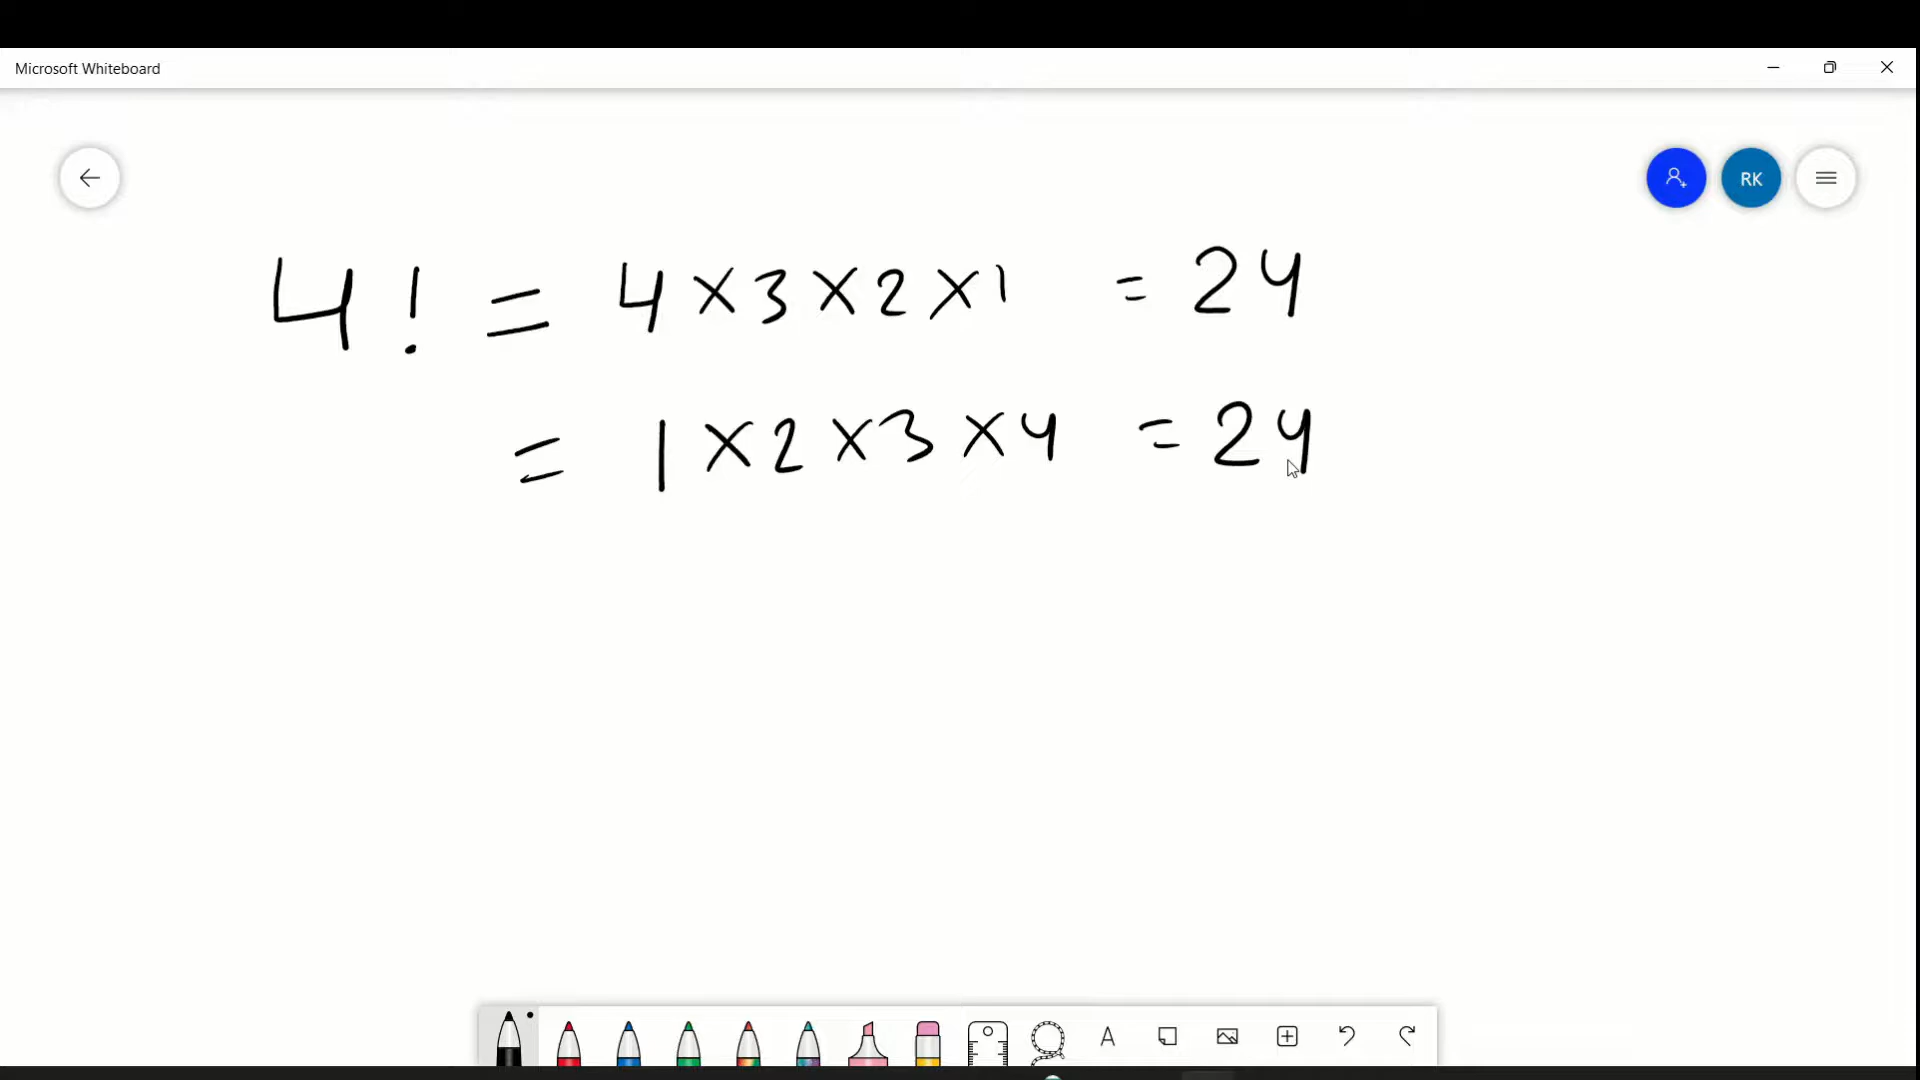 Microsoft Whiteboard
RK
4! = 4×3×2×1 = 24
= 1×2×3×4 = 24
A